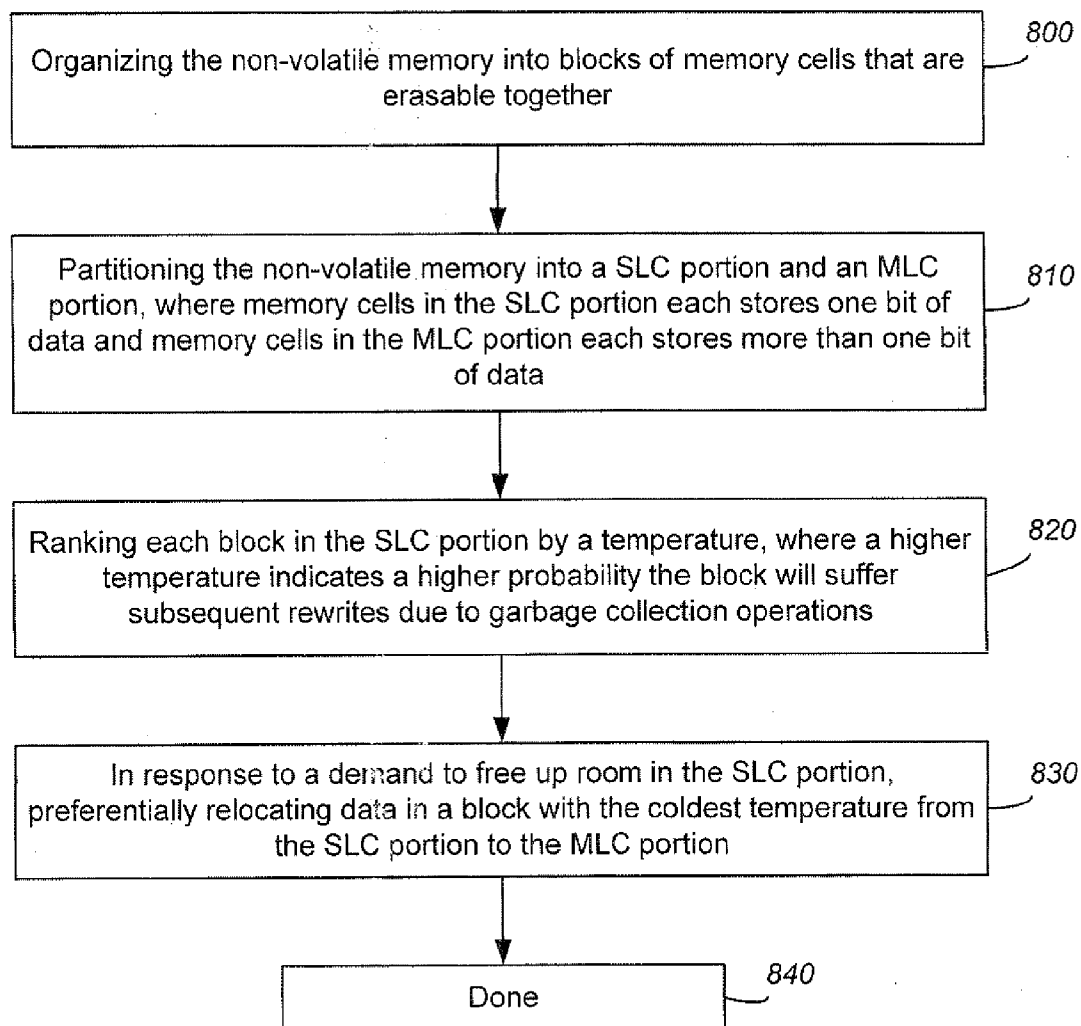 800
Organizing the non-volatile memory into blocks of memory cells that are
erasable together
810
Partitioning the non-volatile memory into a SLC portion and an MLC
portion, where memory cells in the SLC portion each stores one bit of
data and memory cells in the MLC portion each stores more than one bit
of data
820
Ranking each block in the SLC portion by a temperature, where a higher
temperature indicates a higher probability the block will suffer
subsequent rewrites due to garbage collection operations
830
In response to a demand to free up room in the SLC portion,
preferentially relocating data in a block with the coldest temperature from
the SLC portion to the MLC portion
840
Done